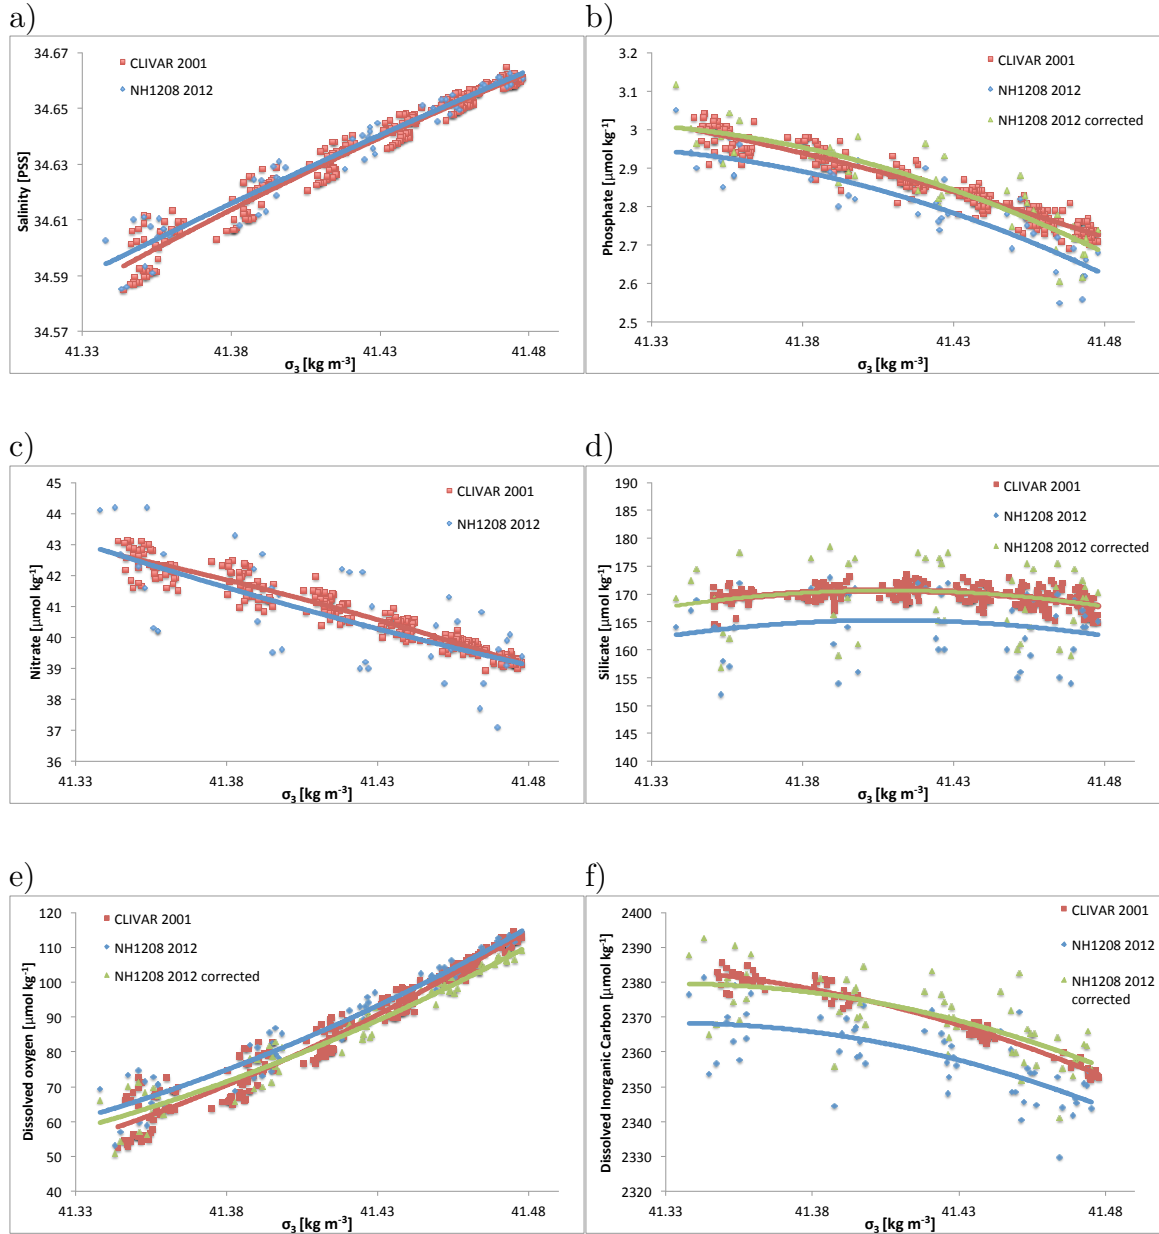 a)
34.67
34.65
34.63
34.61
34.59
34.57
Salinity [PSS]
CLIVAR 2001
NH1208 2012
41.33 41.38 41.43 41.48
σ3 [kg m-3]
b)
3.2
3.1
3
2.9
2.8
2.7
2.6
2.5
Phosphate [μmol kg-1]
CLIVAR 2001
NH1208 2012
NH1208 2012 corrected
41.33 41.38 41.43 41.48
σ3 [kg m-3]
c)
45
44
43
42
41
40
39
38
37
36
Nitrate [μmol kg-1]
CLIVAR 2001
NH1208 2012
41.33 41.38 41.43 41.48
σ3 [kg m-3]
d)
190
185
180
175
170
165
160
155
150
145
140
Silicate [μmol kg-1]
CLIVAR 2001
NH1208 2012
NH1208 2012 corrected
41.33 41.38 41.43 41.48
σ3 [kg m-3]
e)
120
110
100
90
80
70
60
50
40
Dissolved oxygen [μmol kg-1]
CLIVAR 2001
NH1208 2012
NH1208 2012 corrected
41.33 41.38 41.43 41.48
σ3 [kg m-3]
f)
2400
2390
2380
2370
2360
2350
2340
2330
2320
Dissolved Inorganic Carbon [μmol kg-1]
CLIVAR 2001
NH1208 2012
NH1208 2012
corrected
41.33 41.38 41.43 41.48
σ3 [kg m-3]